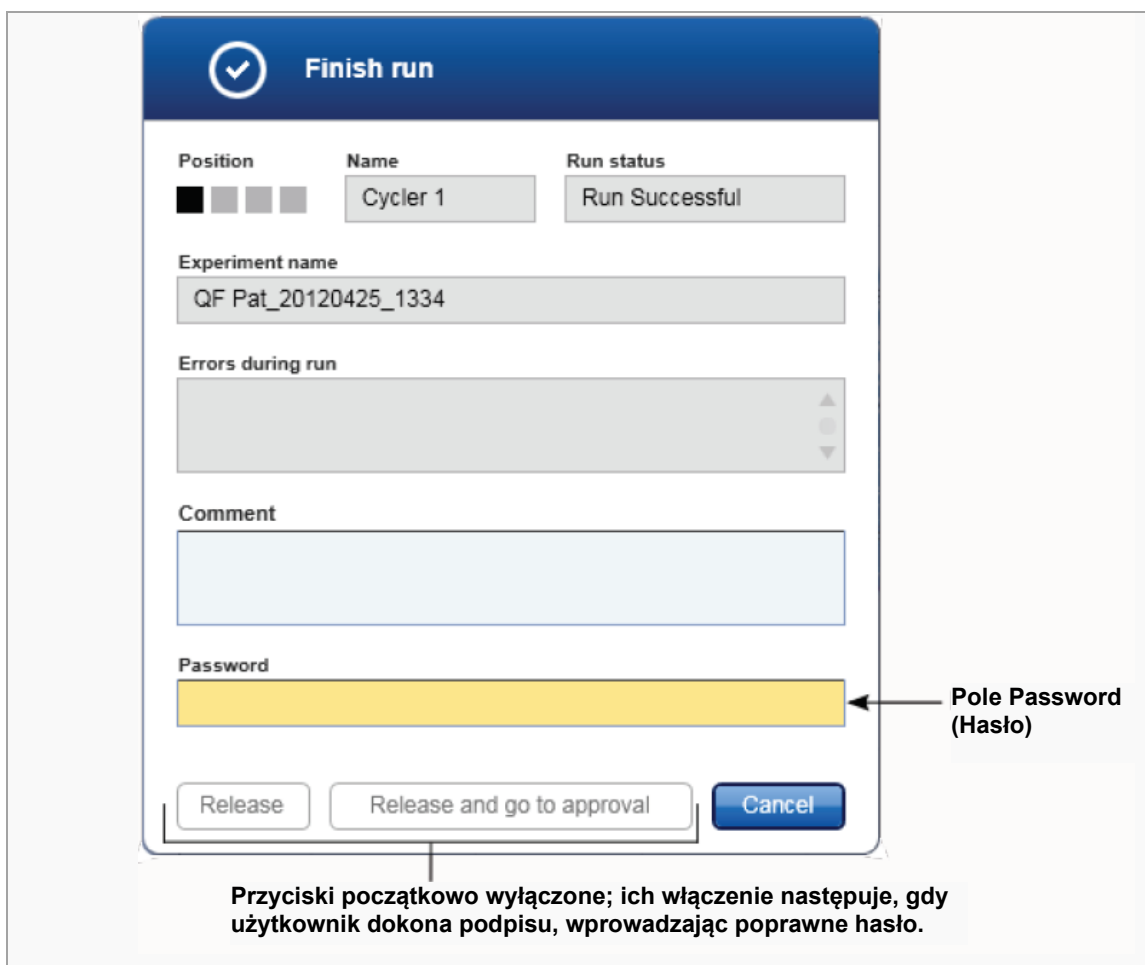 Finish run
Position Name Run status
Cycler 1 Run Successful
Experiment name
QF Pat_20120425_1334
Errors during run
Comment
Password
Pole Password
(Hasło)
Release Release and go to approval Cancel
Przyciski początkowo wyłączone; ich włączenie następuje, gdy
użytkownik dokona podpisu, wprowadzając poprawne hasło.